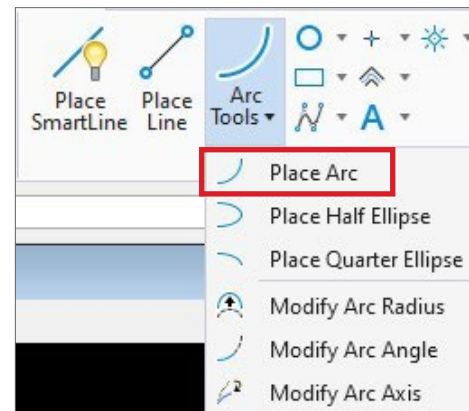 Place
SmartLine
Place
Line
Arc
Tools
A
Place Arc
Place Half Ellipse
Place Quarter Ellipse
Modify Arc Radius
Modify Arc Angle
2
Modify Arc Axis